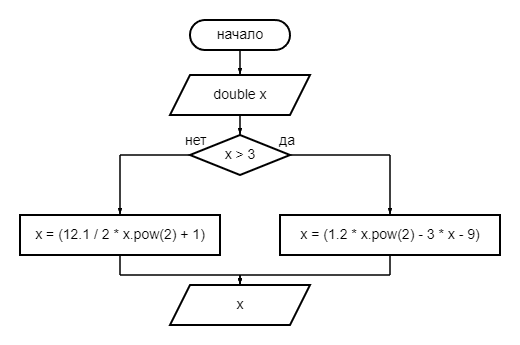 начало
double x
нет
да
x > 3
x = (12.1 / 2 * x.pow(2) + 1)
x = (1.2 * x.pow(2) - 3 * x - 9)
x